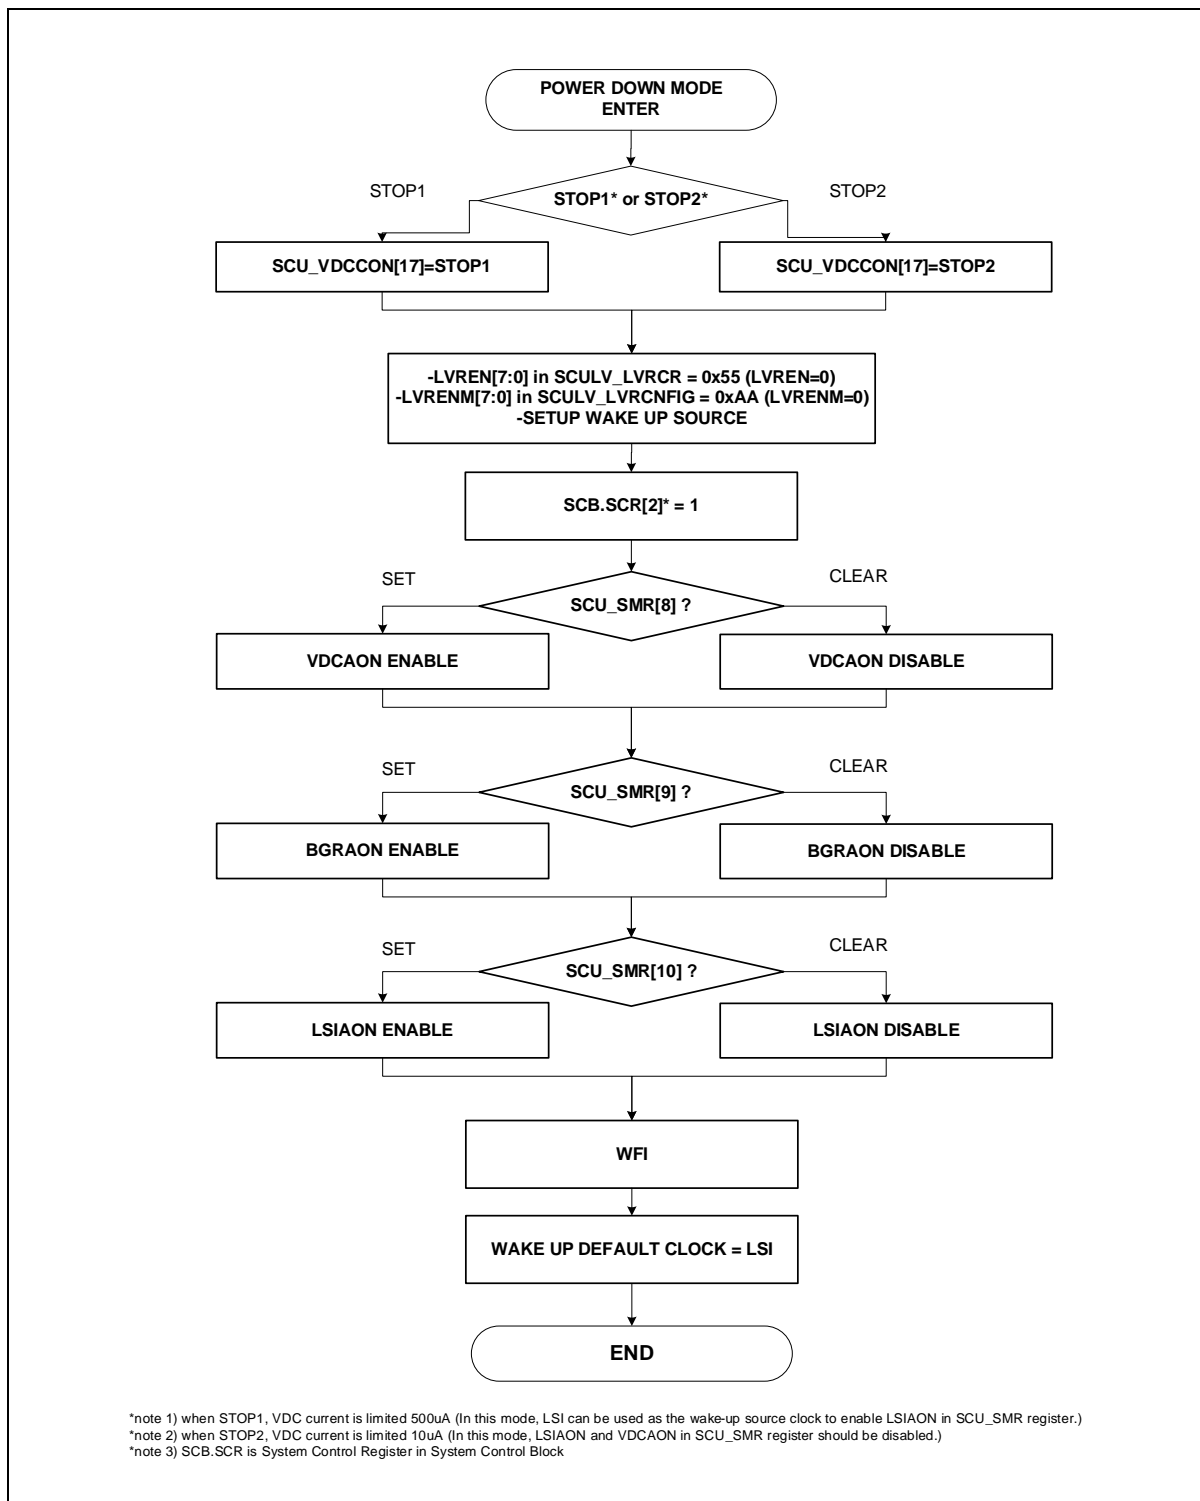 POWER DOWN MODE
ENTER
STOP1
STOP1* or STOP2*
STOP2
SCU_VDCCON[17]=STOP1
SCU_VDCCON[17]=STOP2
-LVREN[7:0] in SCULV_LVRCR = 0x55 (LVREN=0)
-LVRENM[7:0] in SCULV_LVRCNFIG = 0xAA (LVRENM=0)
-SETUP WAKE UP SOURCE
SCB.SCR[2]* = 1
SET
SCU_SMR[8] ?
CLEAR
VDCAON ENABLE
VDCAON DISABLE
SET
SCU_SMR[9] ?
CLEAR
BGRAON ENABLE
BGRAON DISABLE
SET
SCU_SMR[10] ?
CLEAR
LSIAON ENABLE
LSIAON DISABLE
WFI
WAKE UP DEFAULT CLOCK = LSI
END
*note 1) when STOP1, VDC current is limited 500uA (In this mode, LSI can be used as the wake-up source clock to enable LSIAON in SCU_SMR register.)
*note 2) when STOP2, VDC current is limited 10uA (In this mode, LSIAON and VDCAON in SCU_SMR register should be disabled.)
*note 3) SCB.SCR is System Control Register in System Control Block